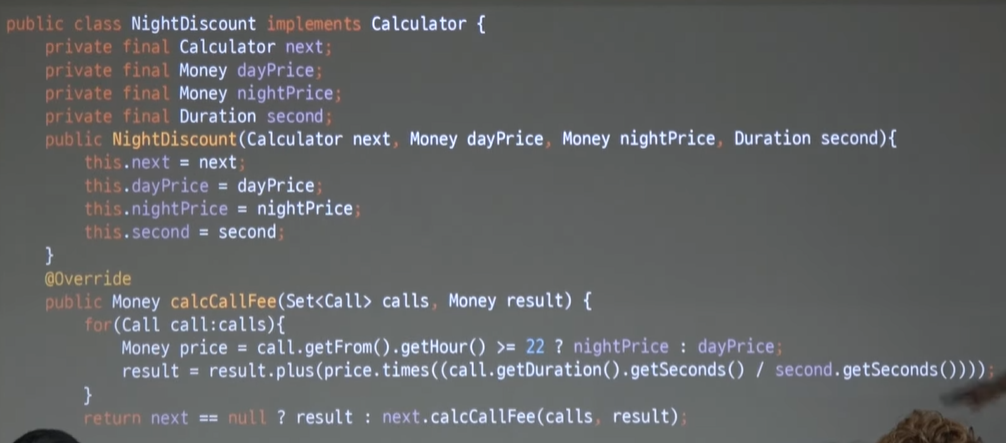 public class NightDiscount implements Calculator {
    private final Calculator next;
    private final Money dayPrice;
    private final Money nightPrice;
    private final Duration second;
    public NightDiscount(Calculator next, Money dayPrice, Money nightPrice, Duration second){
        this.next = next;
        this.dayPrice = dayPrice;
        this.nightPrice = nightPrice;
        this.second = second;
    }
    @Override
    public Money calcCallFee(Set<Call> calls, Money result) {
        for(Call call:calls){
            Money price = call.getFrom().getHour() >= 22 ? nightPrice : dayPrice;
            result = result.plus(price.times((call.getDuration().getSeconds() / second.getSeconds())));
        }
        return next == null ? result : next.calcCallFee(calls, result);